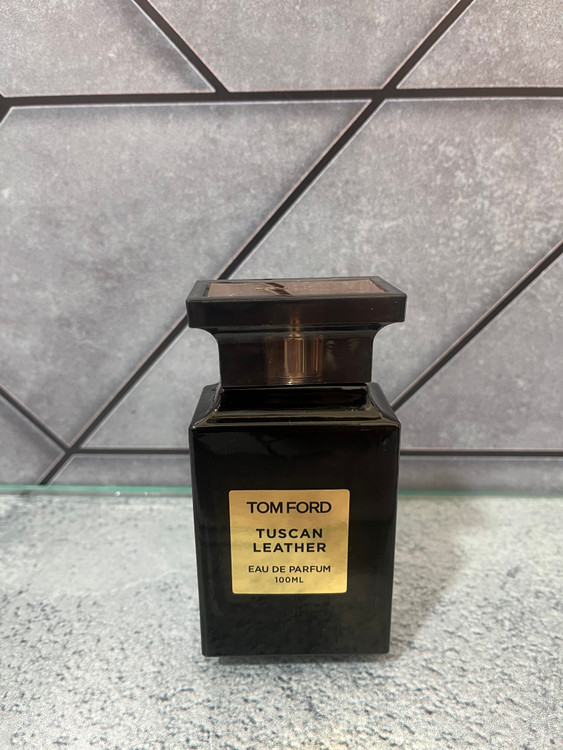 TOM FORD
TUSCAN
LEATHER
EAU DE PARFUM
100ML